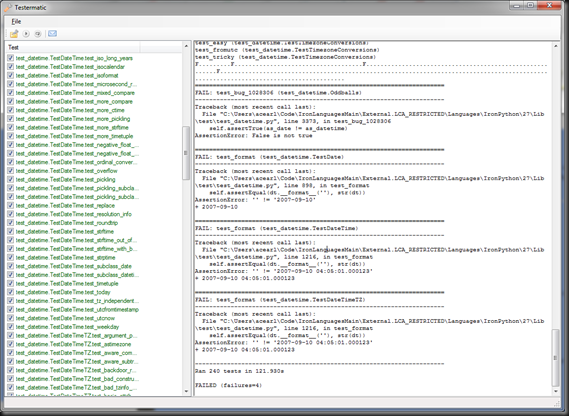 Testermatic
File
Test
test_datetime.TestDateTime.test_iso_long_years
test_datetime.TestDateTime.test_isocalendar
test_datetime.TestDateTime.test_isoformat
test_datetime.TestDateTime.test_microsecond_r...
test_datetime.TestDateTime.test_mixed_compare
test_datetime.TestDateTime.test_more_compare
test_datetime.TestDateTime.test_more_ctime
test_datetime.TestDateTime.test_more_pickling
test_datetime.TestDateTime.test_more_strftime
test_datetime.TestDateTime.test_more_timetuple
test_datetime.TestDateTime.test_negative_float_...
test_datetime.TestDateTime.test_negative_float_...
test_datetime.TestDateTime.test_ordinal_conver...
test_datetime.TestDateTime.test_overflow
test_datetime.TestDateTime.test_pickling
test_datetime.TestDateTime.test_pickling_subcla...
test_datetime.TestDateTime.test_pickling_subcla...
test_datetime.TestDateTime.test_replace
test_datetime.TestDateTime.test_resolution_info
test_datetime.TestDateTime.test_roundtrip
test_datetime.TestDateTime.test_strftime
test_datetime.TestDateTime.test_strftime_out_of...
test_datetime.TestDateTime.test_strftime_with_b...
test_datetime.TestDateTime.test_strptime
test_datetime.TestDateTime.test_subclass_date
test_datetime.TestDateTime.test_subclass_dateti...
test_datetime.TestDateTime.test_timetuple
test_datetime.TestDateTime.test_today
test_datetime.TestDateTime.test_tz_independent...
test_datetime.TestDateTime.test_utcfromtimestamp
test_datetime.TestDateTime.test_utcnow
test_datetime.TestDateTime.test_weekday
test_datetime.TestDateTimeTZ.test_argument_p...
test_datetime.TestDateTimeTZ.test_astimezone
test_datetime.TestDateTimeTZ.test_aware_com...
test_datetime.TestDateTimeTZ.test_aware_subtr...
test_datetime.TestDateTimeTZ.test_backdoor_r...
test_datetime.TestDateTimeTZ.test_bad_constru...
test_datetime.TestDateTimeTZ.test_bad_tzinfo_...
test_easy (test_datetime.TestTimezoneConversions)
test_fromutc (test_datetime.TestTimezoneConversions)
test_tricky (test_datetime.TestTimezoneConversions)
FAIL: test_bug_1028306 (test_datetime.Oddballs)
Traceback (most recent call last):
File "C:\Users\acearl\Code\IronLanguagesMain\External.LCA_RESTRICTED\Languages\IronPython\27\Lib
\test\test_datetime.py", line 3373, in test_bug_1028306
self.assertTrue(as_date != as_datetime)
AssertionError: False is not true
FAIL: test_format (test_datetime.TestDate)
Traceback (most recent call last):
File "C:\Users\acearl\Code\IronLanguagesMain\External.LCA_RESTRICTED\Languages\IronPython\27\Lib
\test\test_datetime.py", line 898, in test_format
self.assertEqual(dt.__format__(''), str(dt))
AssertionError: '' != '2007-09-10'
+ 2007-09-10
FAIL: test_format (test_datetime.TestDateTime)
Traceback (most recent call last):
File "C:\Users\acearl\Code\IronLanguagesMain\External.LCA_RESTRICTED\Languages\IronPython\27\Lib
\test\test_datetime.py", line 1216, in test_format
self.assertEqual(dt.__format__(''), str(dt))
AssertionError: '' != '2007-09-10 04:05:01.000123'
+ 2007-09-10 04:05:01.000123
FAIL: test_format (test_datetime.TestDateTimeTZ)
Traceback (most recent call last):
File "C:\Users\acearl\Code\IronLanguagesMain\External.LCA_RESTRICTED\Languages\IronPython\27\Lib
\test\test_datetime.py", line 1216, in test_format
self.assertEqual(dt.__format__(''), str(dt))
AssertionError: '' != '2007-09-10 04:05:01.000123'
+ 2007-09-10 04:05:01.000123
Ran 240 tests in 121.930s
FAILED (failures=4)